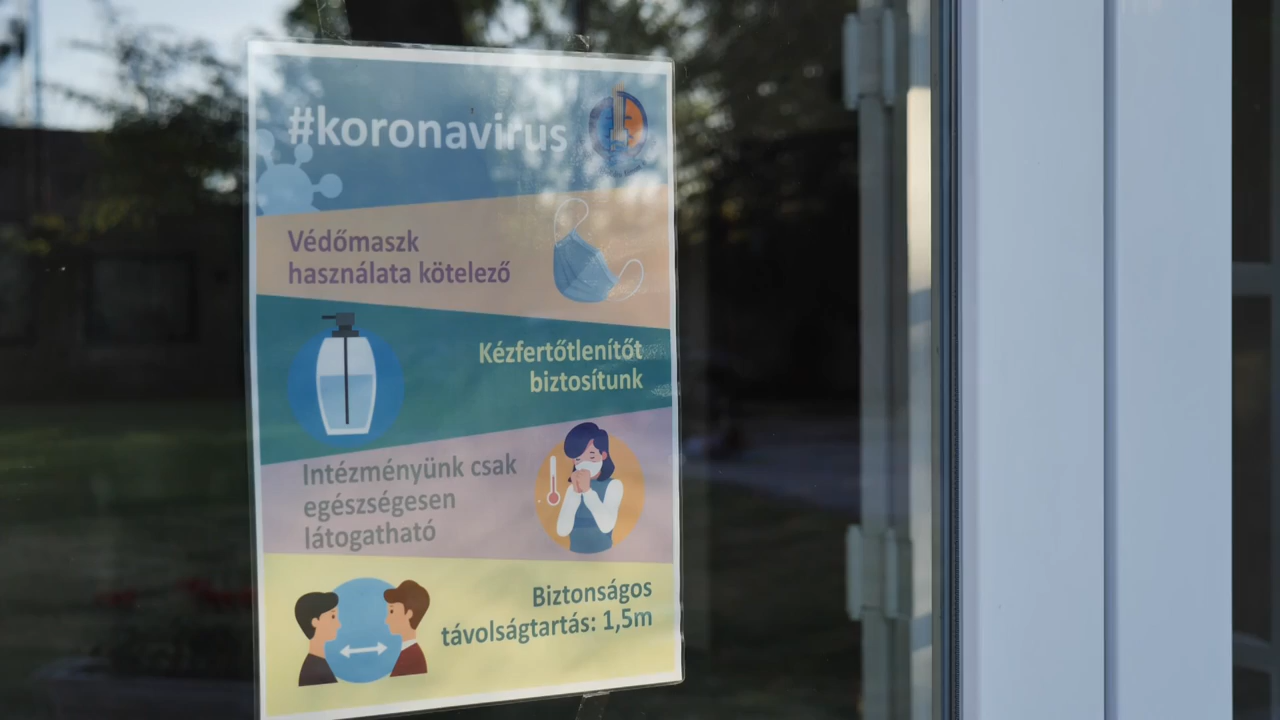 #koronavirus
Védőmaszk
használata kötelező
Kézfertőtlenítőt
biztosítunk
Intézményünk csak
egészségesen
látogatható
Biztonságos
távolságtartás: 1,5m